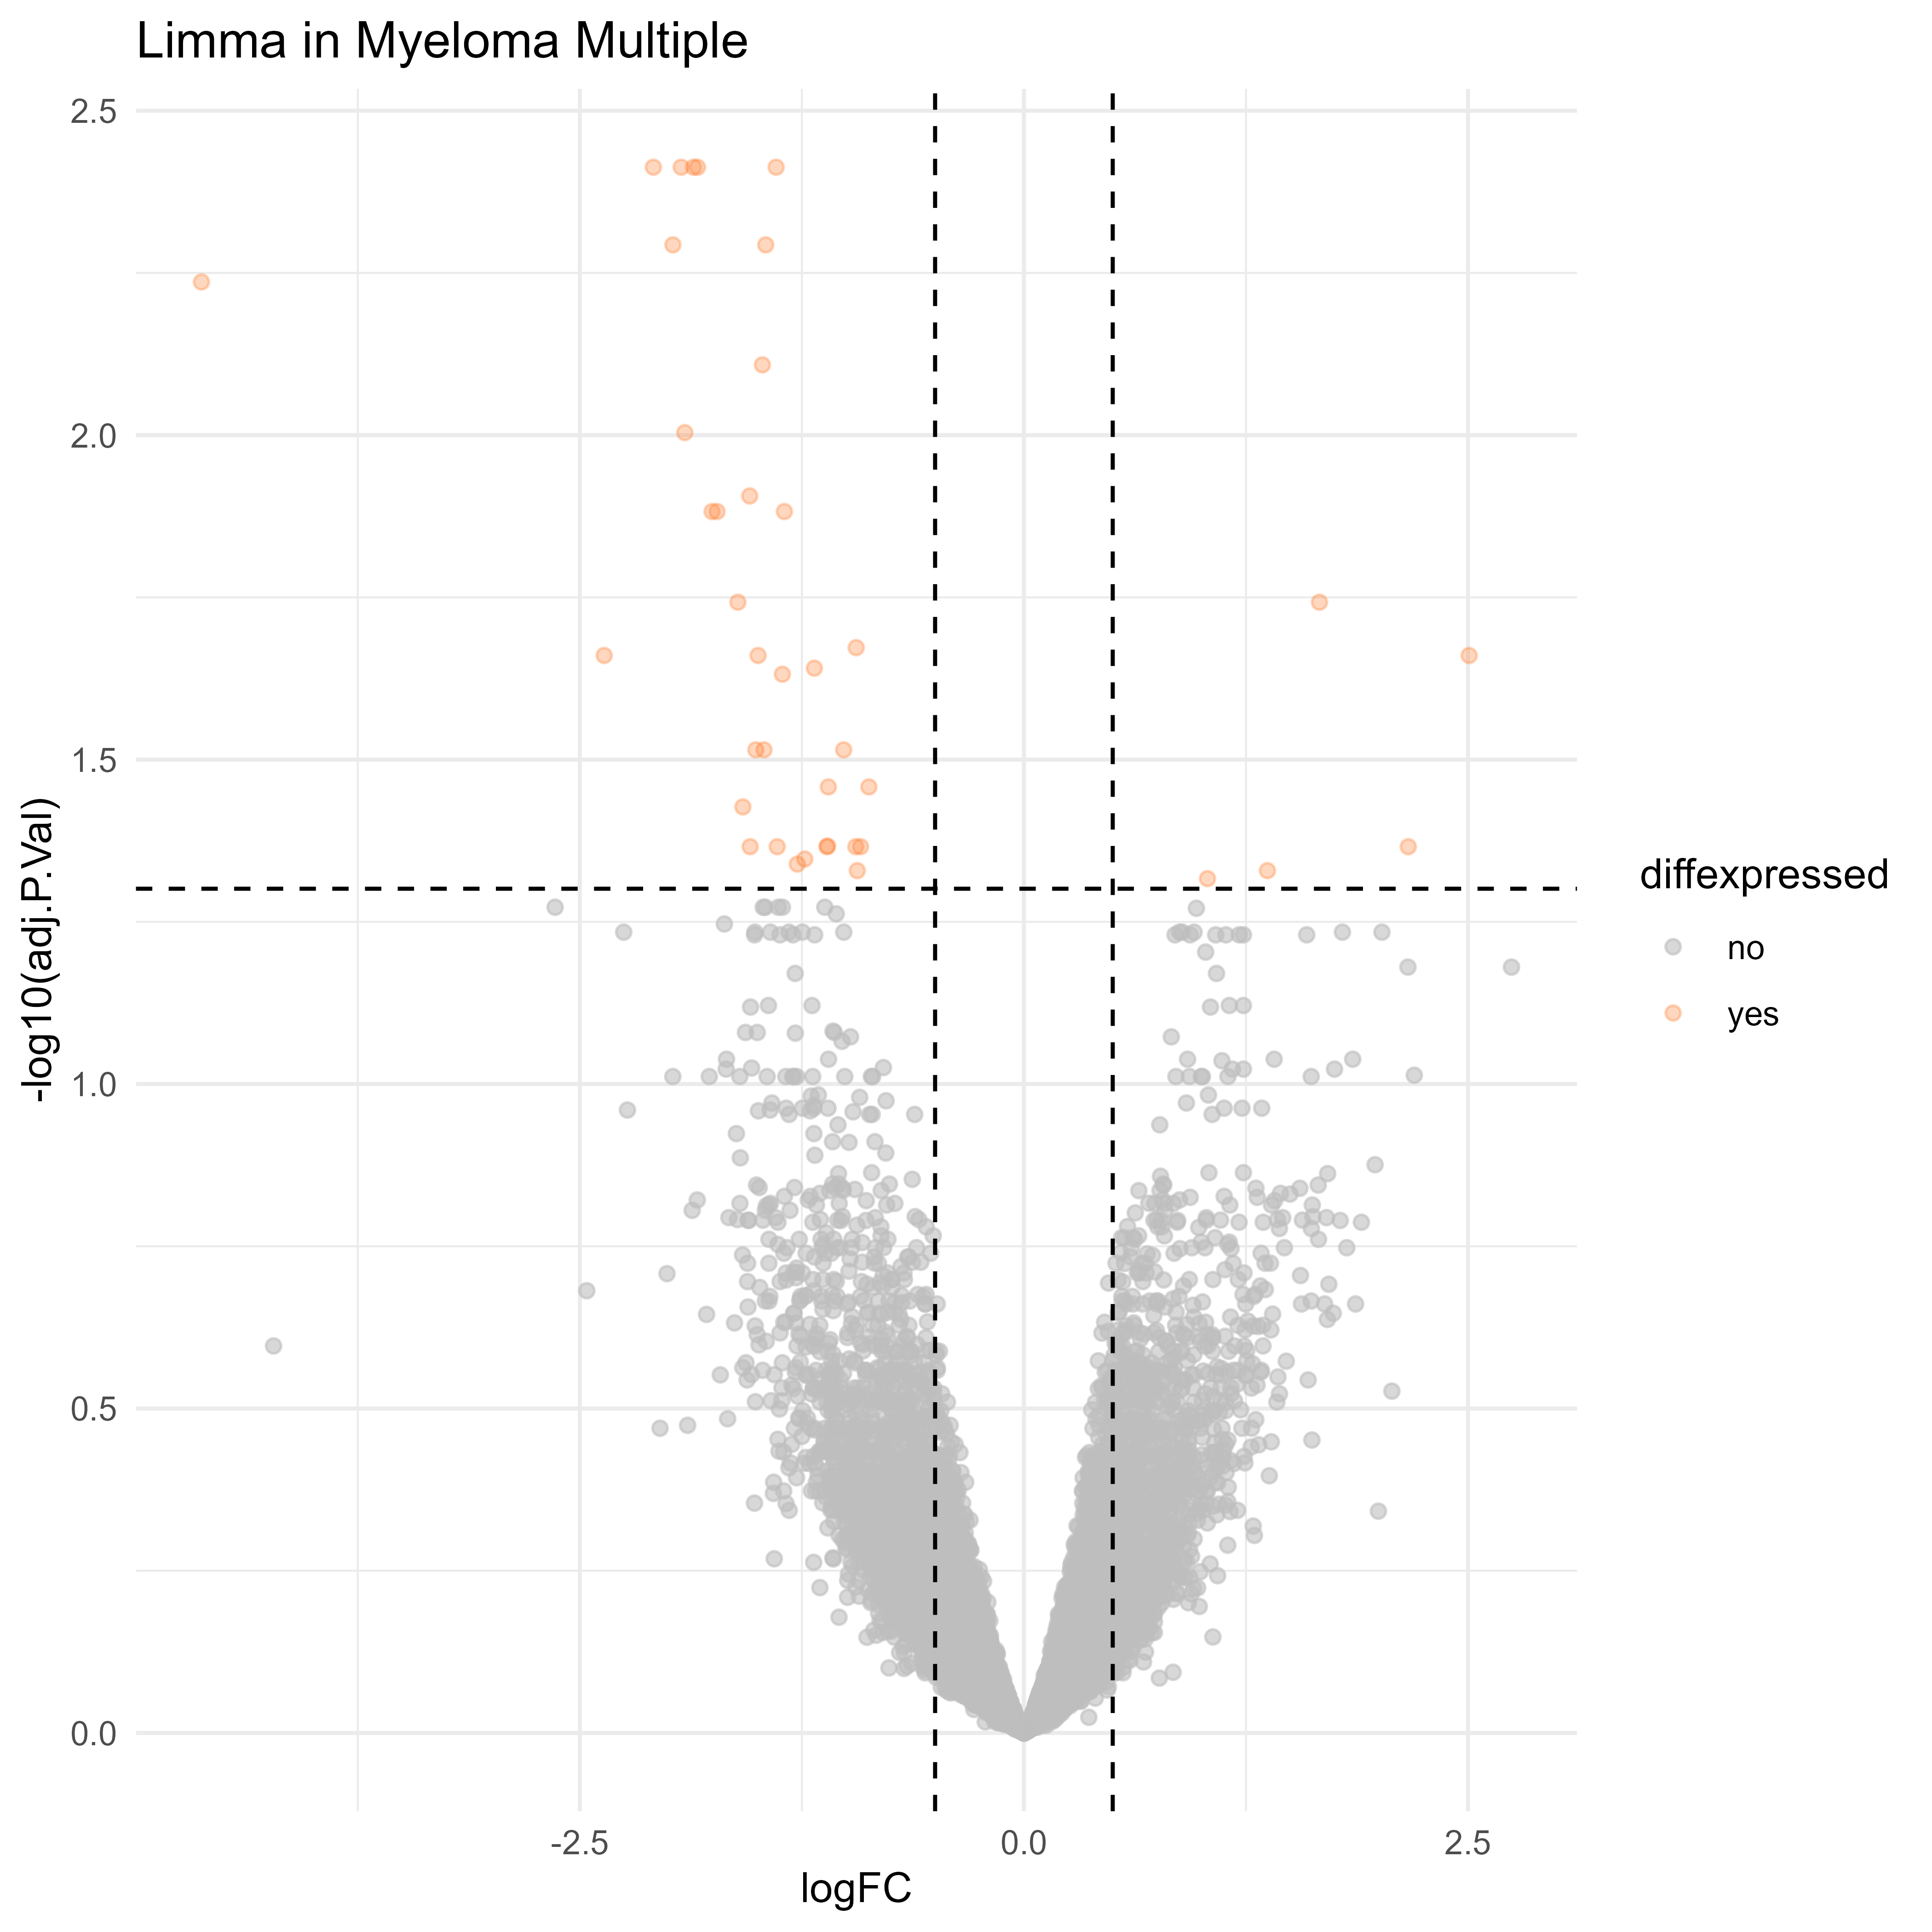 Limma in Myeloma Multiple
2.5
2.0
1.5
1.0
0.5
0.0
-log10(adj.P.Val)
-2.5
0.0
2.5
logFC
diffexpressed
no
yes